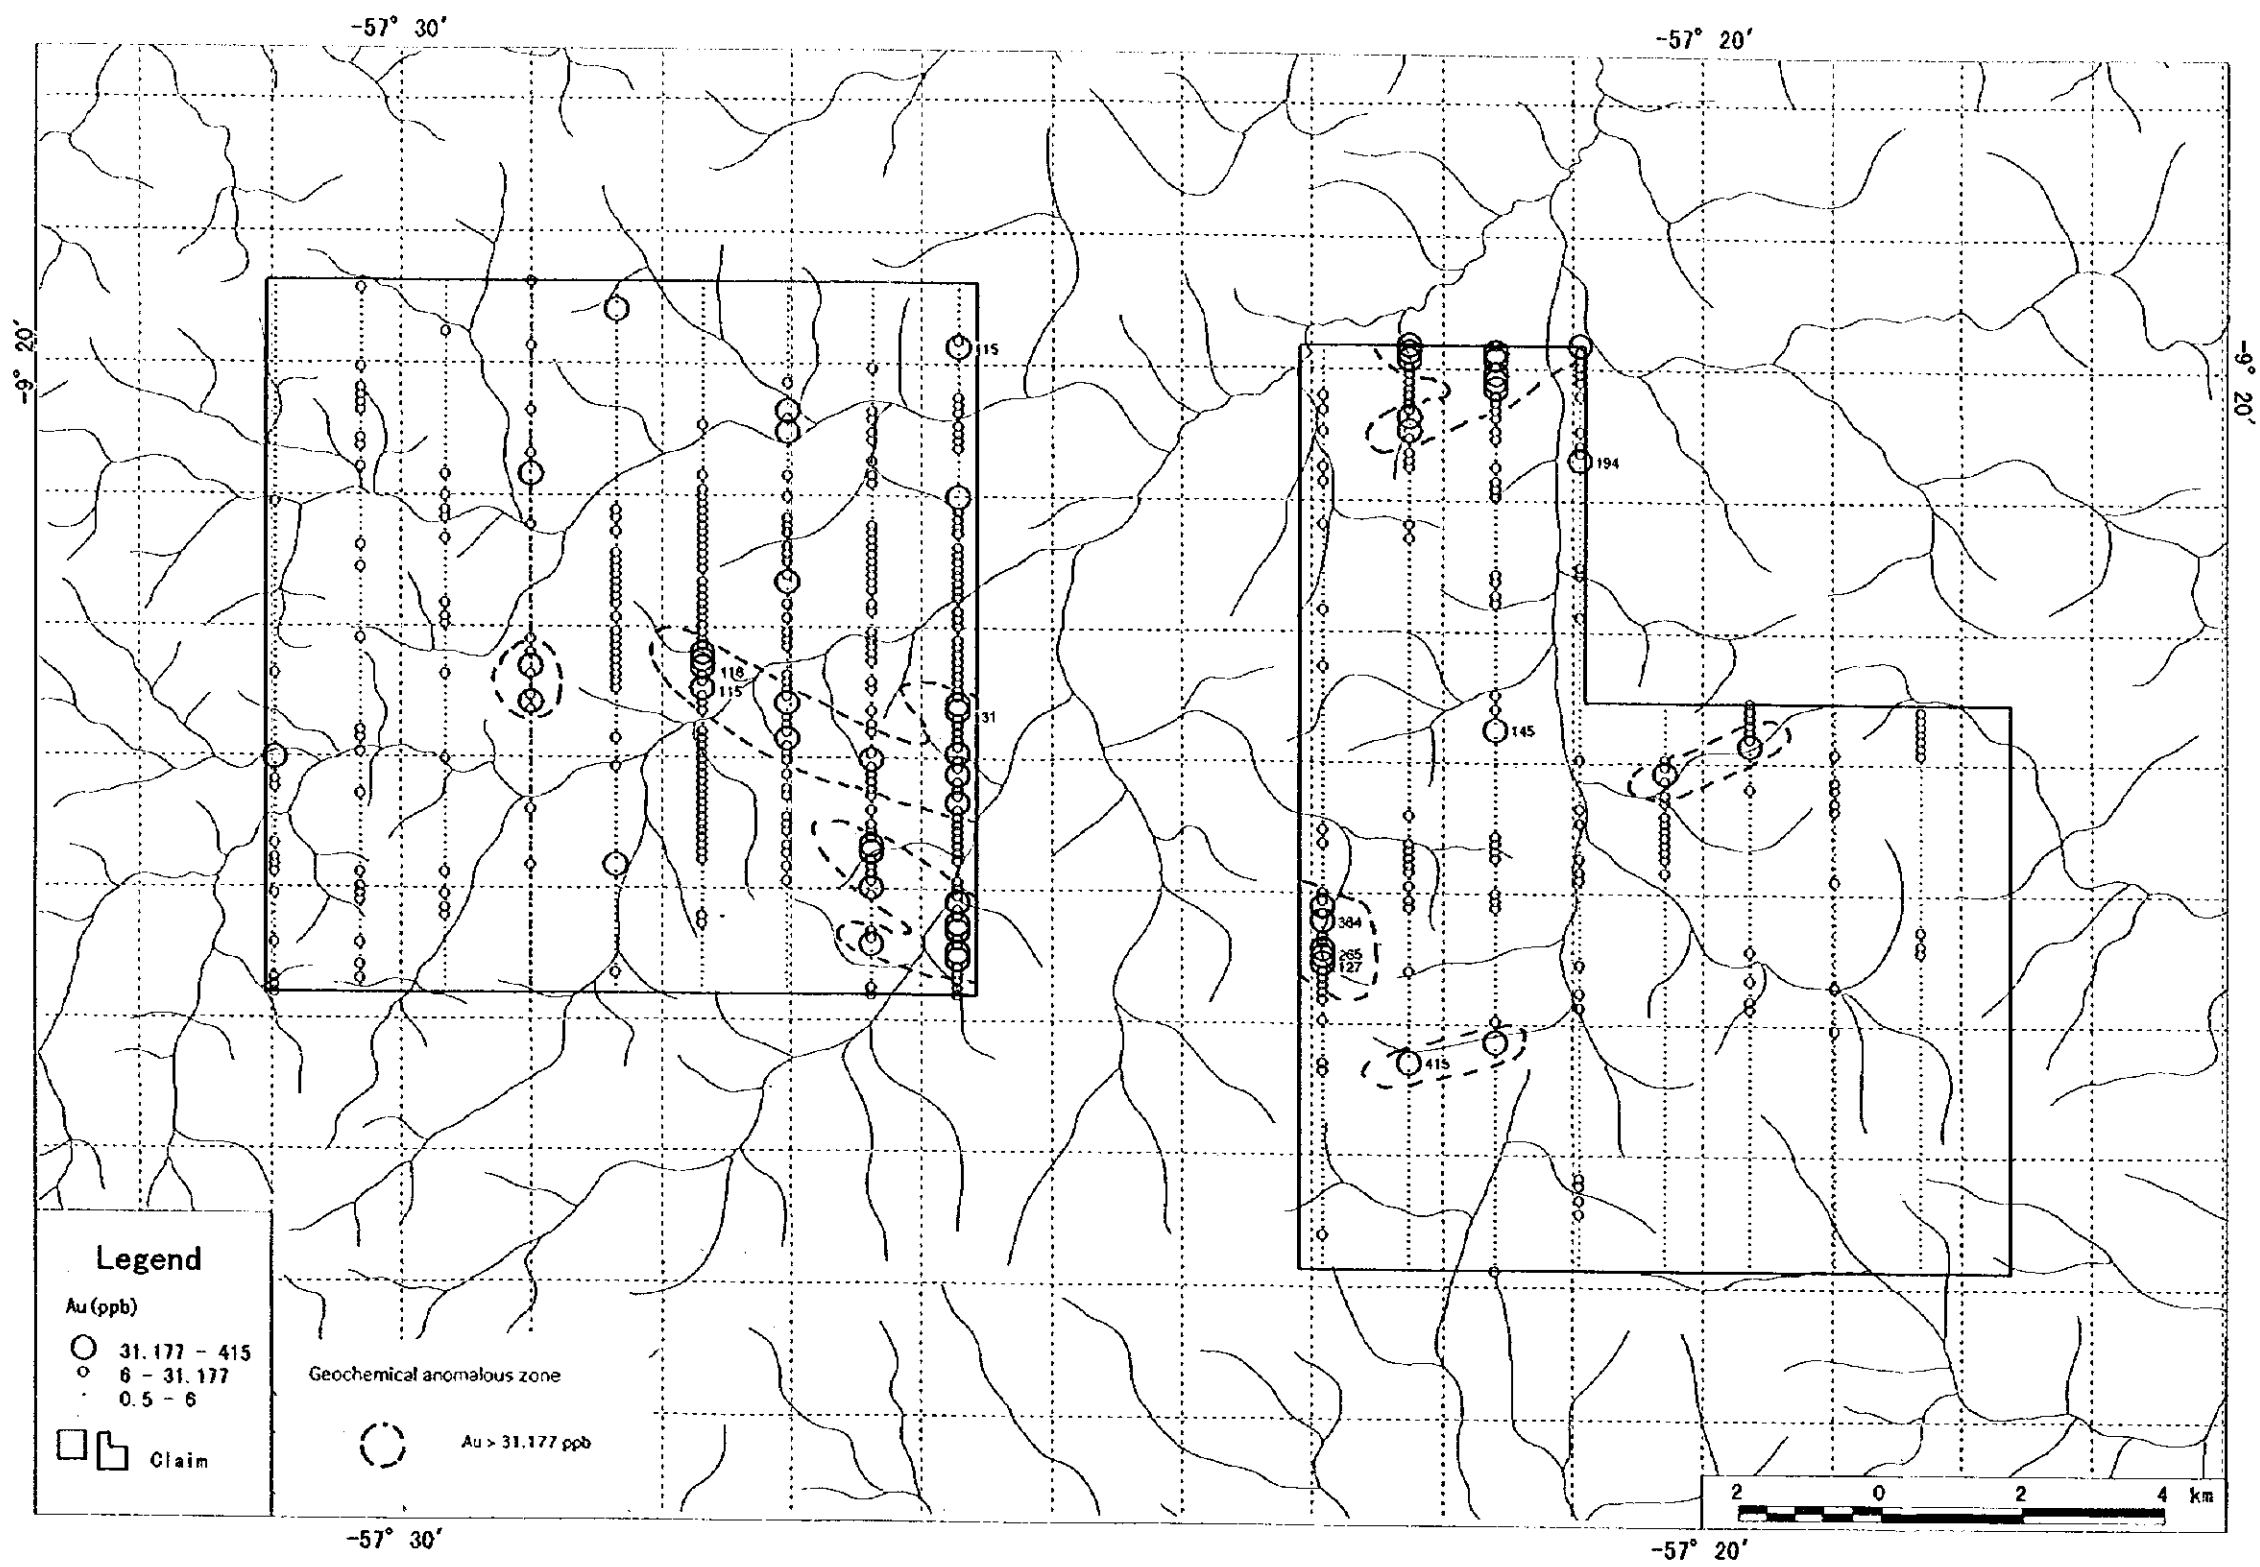 -57° 30′
-57° 20′
-9° 20′
-9° 20′
115
194
118
115
131
145
384
265
127
415
Legend
Au(ppb)
31.177 - 415
6 - 31.177
0.5 - 6
Claim
Geochemical anomalous zone
Au > 31.177 ppb
2 0 2 4 km
-57° 30′
-57° 20′